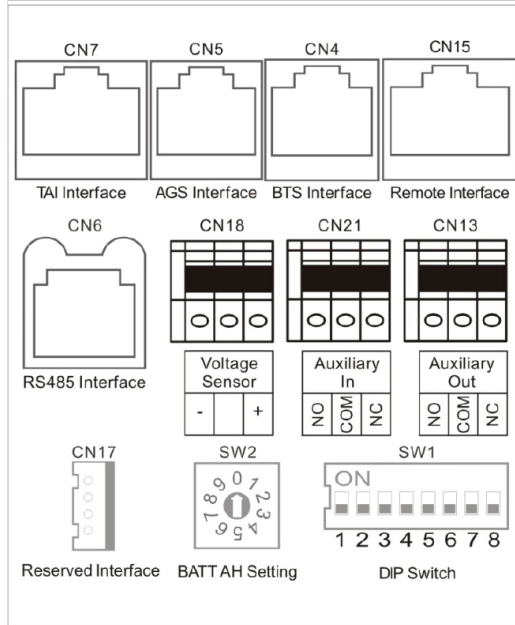 CN7 CN5 CN4 CN15
TAI Interface AGS Interface BTS Interface Remote Interface
CN6 CN18 CN21 CN13
RS485 Interface
Voltage Sensor
- +
Auxiliary In
NO COM NC
Auxiliary Out
NO COM NC
CN17 SW2 SW1
0 1 2 3 4 5 6 7 8 9
ON
1 2 3 4 5 6 7 8
Reserved Interface BATT AH Setting DIP Switch